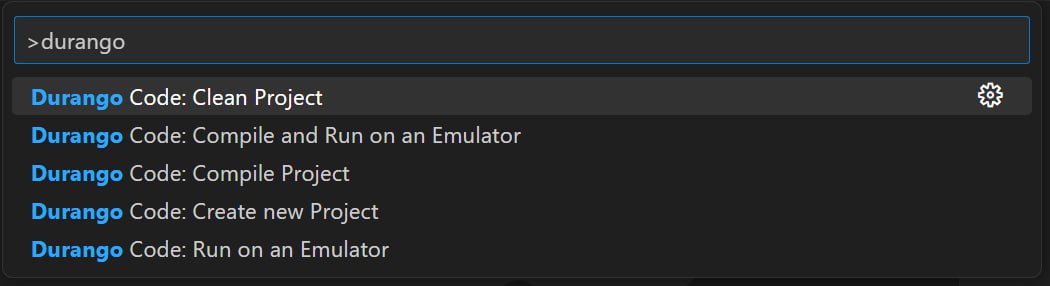 >durango
Durango Code: Clean Project
Durango Code: Compile and Run on an Emulator
Durango Code: Compile Project
Durango Code: Create new Project
Durango Code: Run on an Emulator